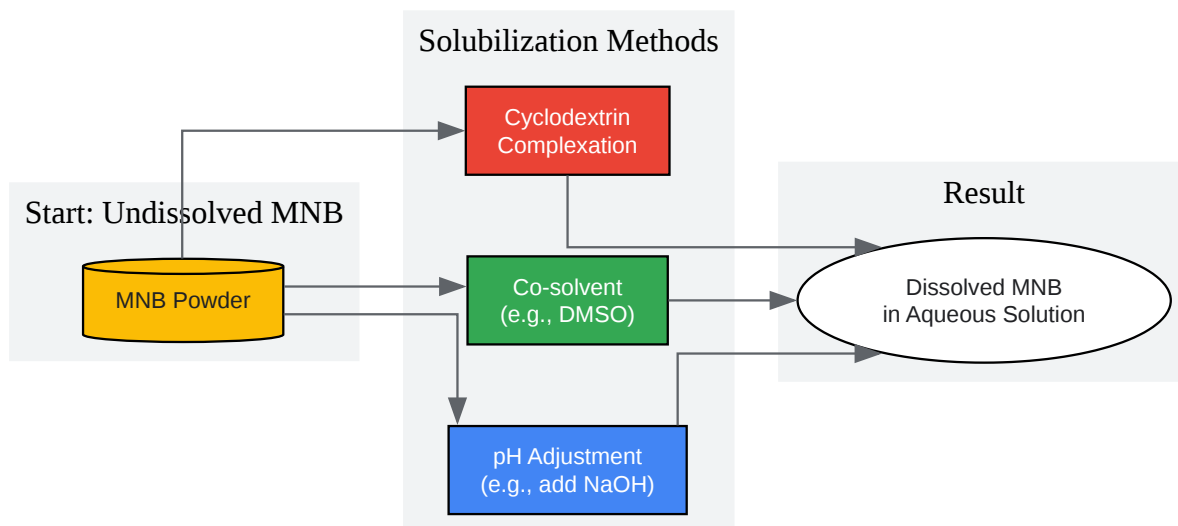 Solubilization Methods
Cyclodextrin
Complexation
Start: Undissolved MNB
MNB Powder
Co-solvent
(e.g., DMSO)
pH Adjustment
(e.g., add NaOH)
Result
Dissolved MNB
in Aqueous Solution